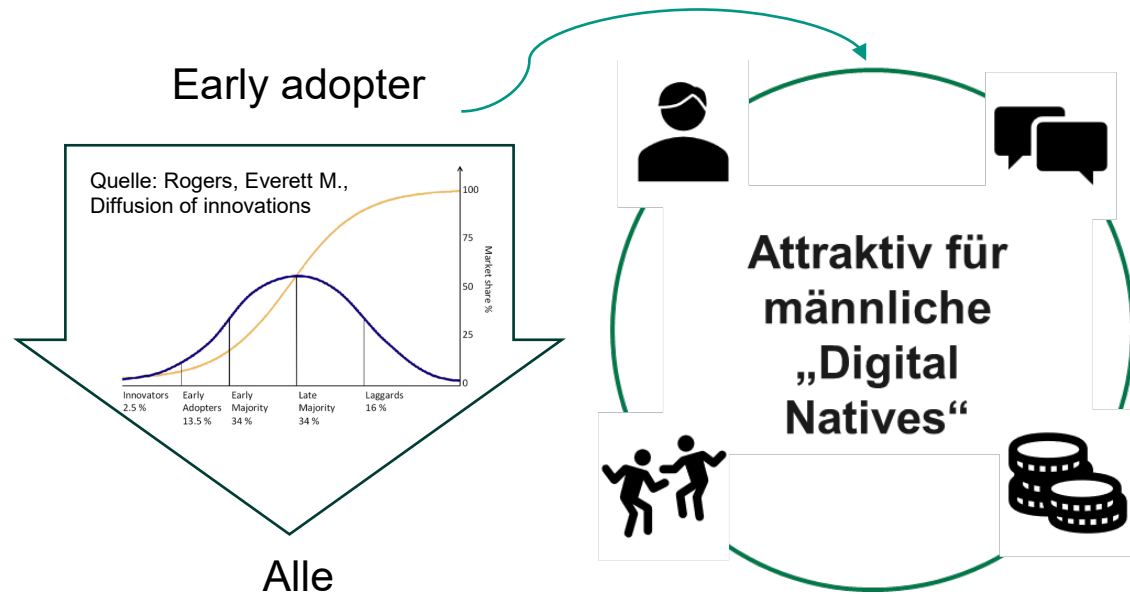 Early adopter
Quelle: Rogers, Everett M.,
Diffusion of innovations
100
75
50
25
0
Market share %
Innovators
2.5 %
Early
Adopters
13.5 %
Early
Majority
34 %
Late
Majority
34 %
Laggards
16 %
Alle
Attraktiv für
männliche
„Digital
Natives“